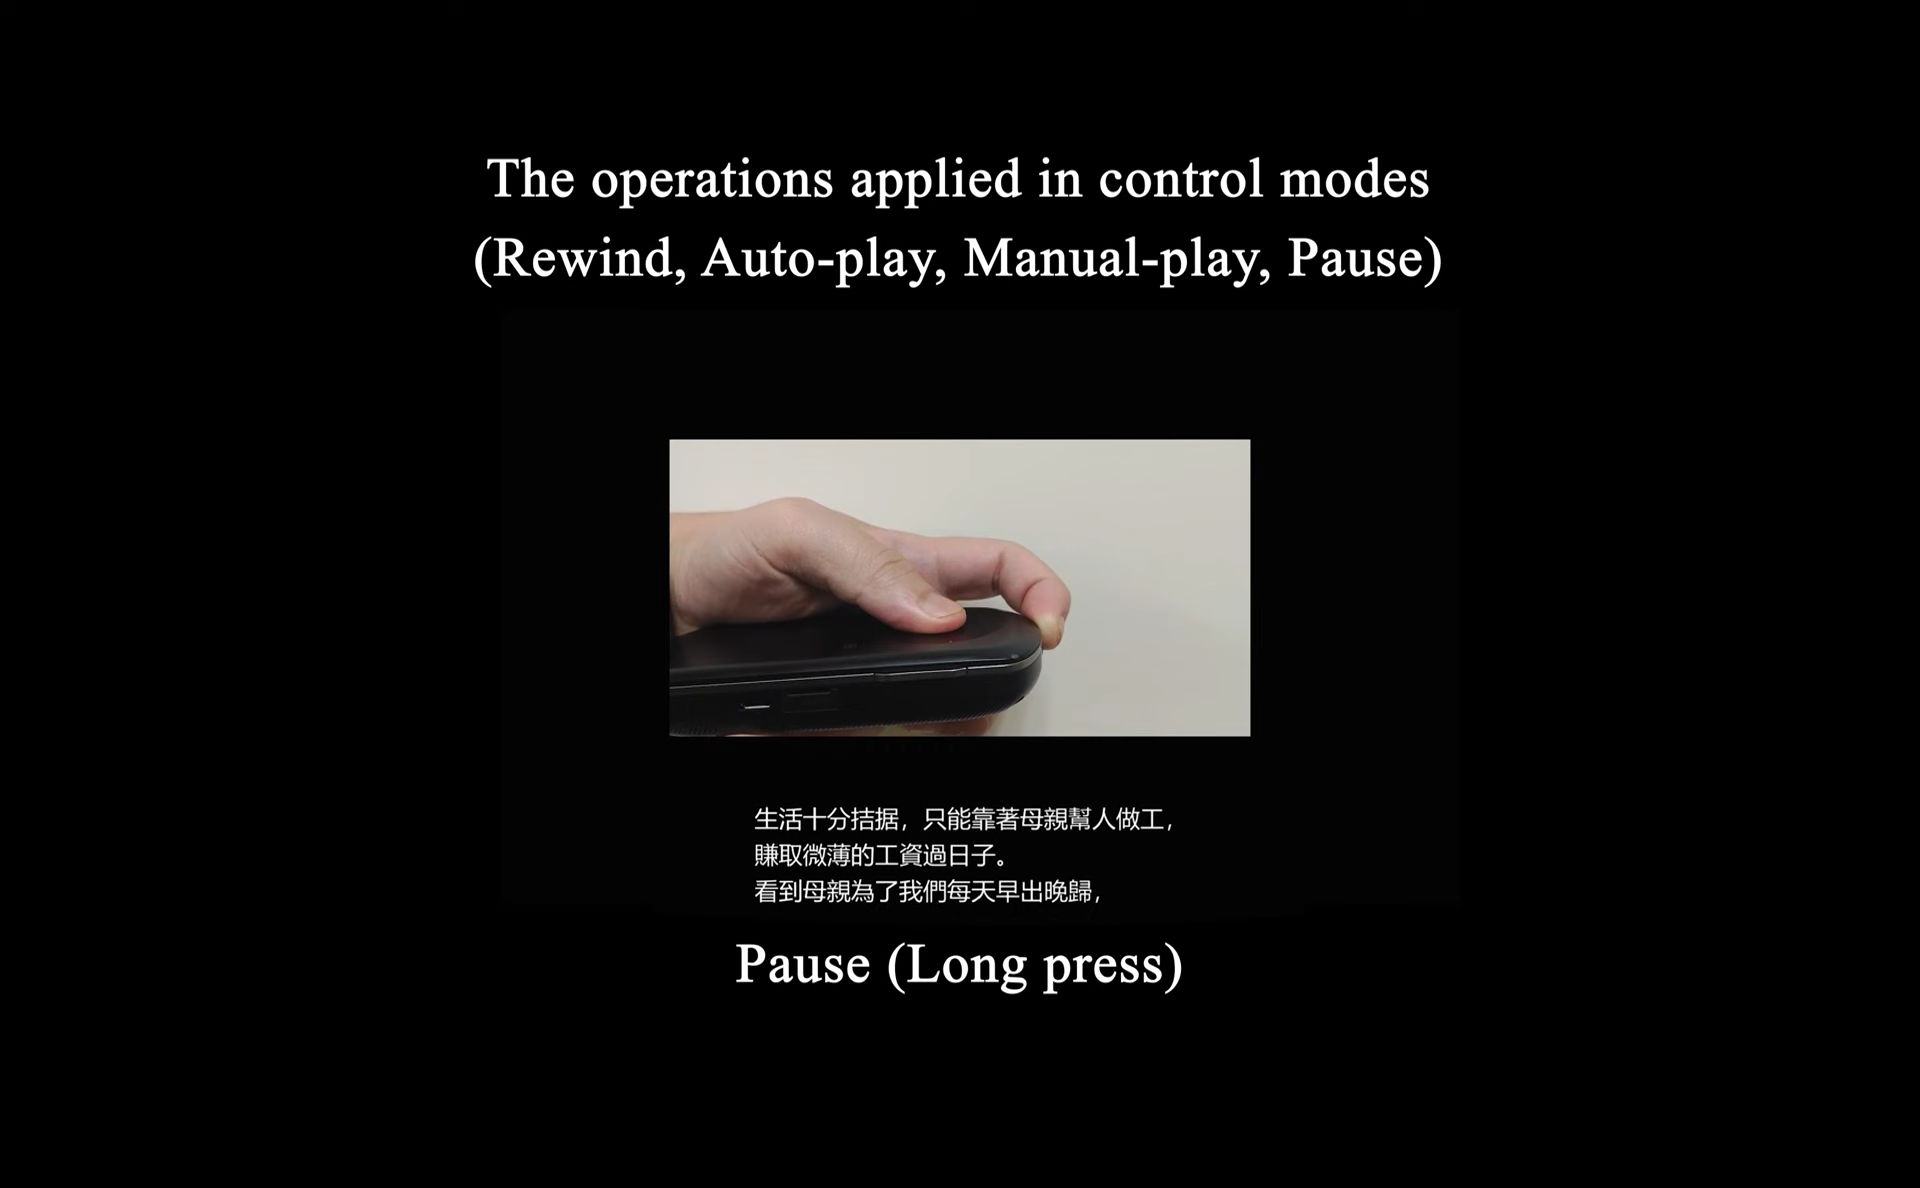 The operations applied in control modes
(Rewind, Auto-play, Manual-play, Pause)
生活十分拮据，只能靠著母親幫人做工，
賺取微薄的工資過日子。
看到母親為了我們每天早出晚歸，
Pause (Long press)